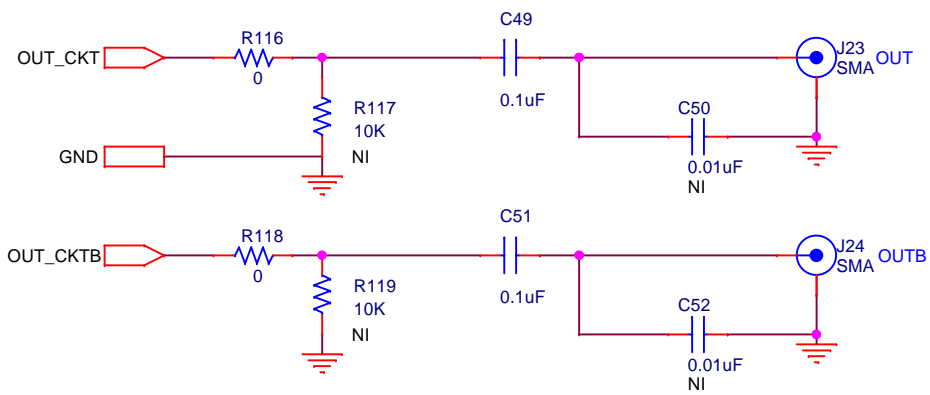 C49
R116
J23
OUT_CKT
OUT
SMA
0
0.1uF
R117
C50
10K
GND
NI
0.01uF
NI
C51
R118
J24
OUT_CKTB
OUTB
SMA
0
R119
0.1uF
C52
10K
NI
0.01uF
NI